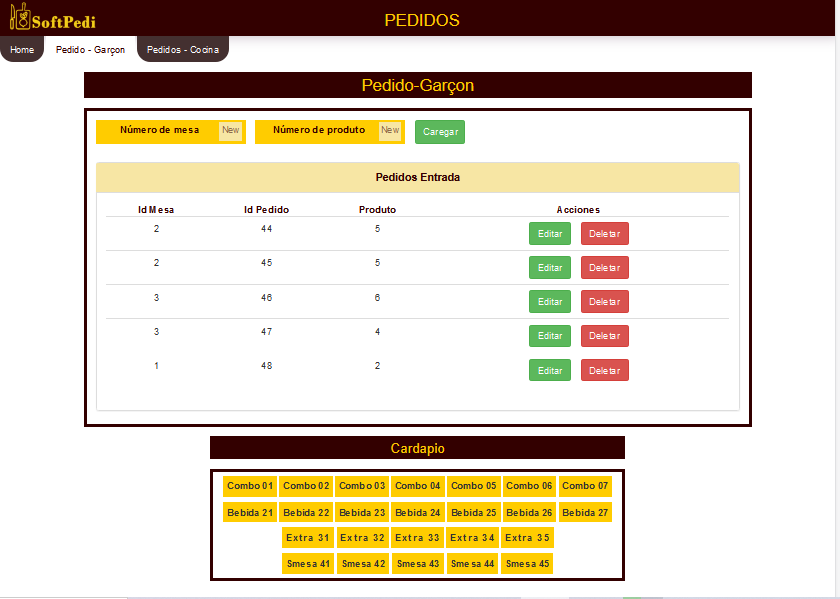 SoftPedi
PEDIDOS
Home Pedido - Garçon Pedidos - Cocina
Pedido-Garçon
Número de mesa New Número de produto New Caregar
Pedidos Entrada
Id Mesa Id Pedido Produto Acciones
2 44 5 Editar Deletar
2 45 5 Editar Deletar
3 46 6 Editar Deletar
3 47 4 Editar Deletar
1 48 2 Editar Deletar
Cardapio
Combo 01 Combo 02 Combo 03 Combo 04 Combo 05 Combo 06 Combo 07
Bebida 21 Bebida 22 Bebida 23 Bebida 24 Bebida 25 Bebida 26 Bebida 27
Extra 31 Extra 32 Extra 33 Extra 34 Extra 35
Smesa 41 Smesa 42 Smesa 43 Smesa 44 Smesa 45